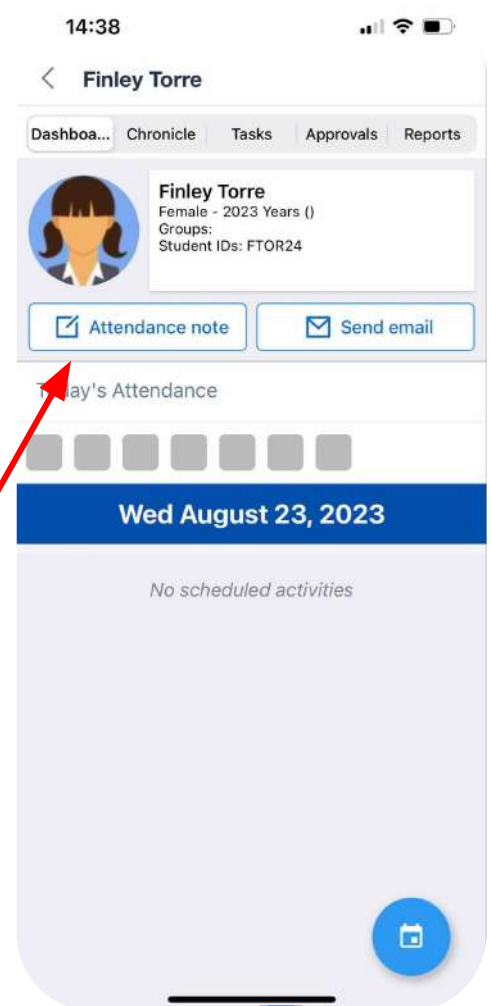 14:38
Finley Torre
Dashboa... Chronicle Tasks Approvals Reports
Finley Torre
Female - 2023 Years ()
Groups:
Student IDs: FTOR24
Attendance note Send email
Attendance
Wed August 23, 2023
No scheduled activities